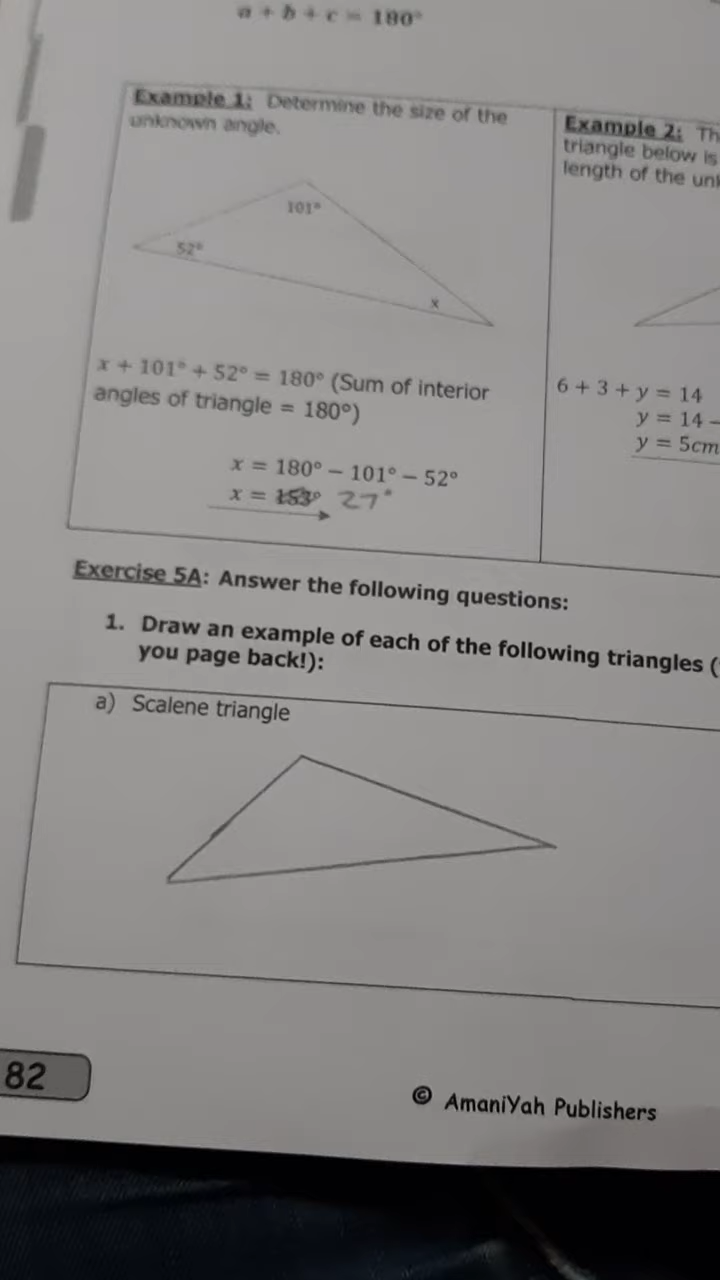 a + b + c = 180°
Example 1: Determine the size of the
unknown angle.
101°
52°
x
x + 101° + 52° = 180° (Sum of interior
angles of triangle = 180°)
x = 180° − 101° − 52°
x = 153° 27°
Example 2: Th
triangle below is
length of the unk
6 + 3 + y = 14
y = 14 −
y = 5cm
Exercise 5A: Answer the following questions:
1. Draw an example of each of the following triangles (
you page back!):
a) Scalene triangle
82
© AmaniYah Publishers